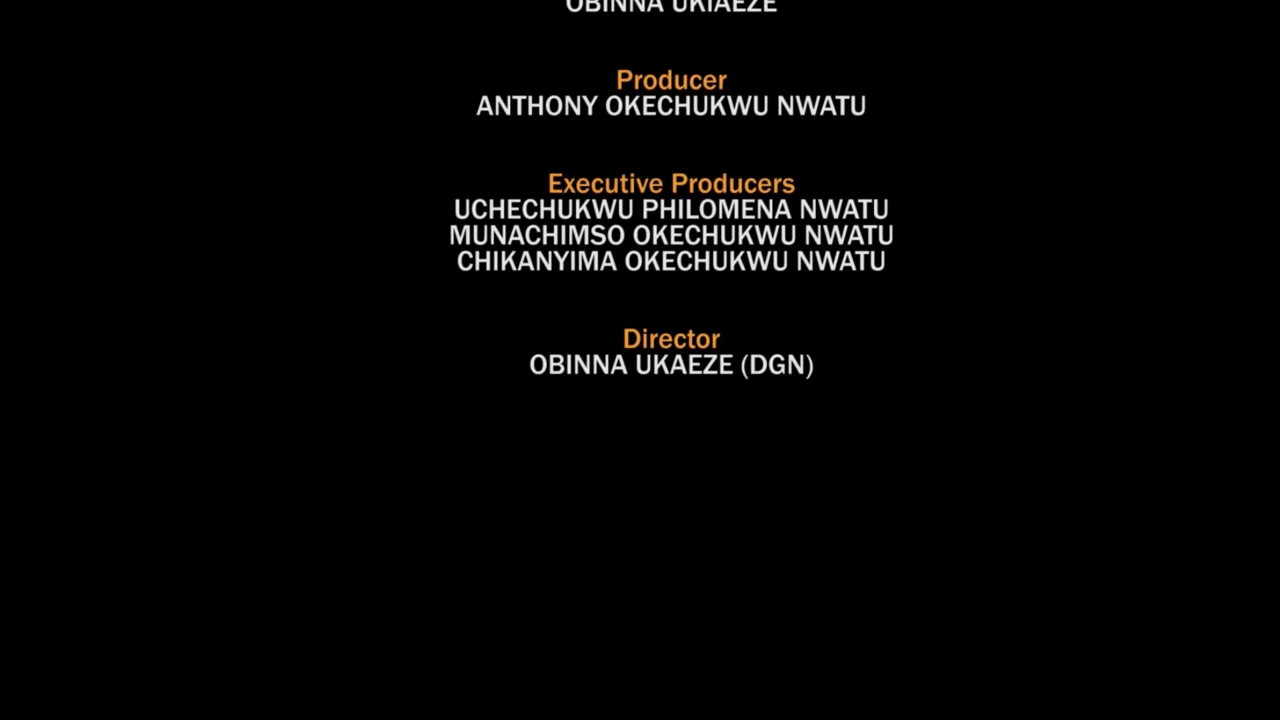 OBINNA UKIAEZE
Producer
ANTHONY OKECHUKWU NWATU
Executive Producers
UCHECHUKWU PHILOMENA NWATU
MUNACHIMSO OKECHUKWU NWATU
CHIKANYIMA OKECHUKWU NWATU
Director
OBINNA UKAEZE (DGN)